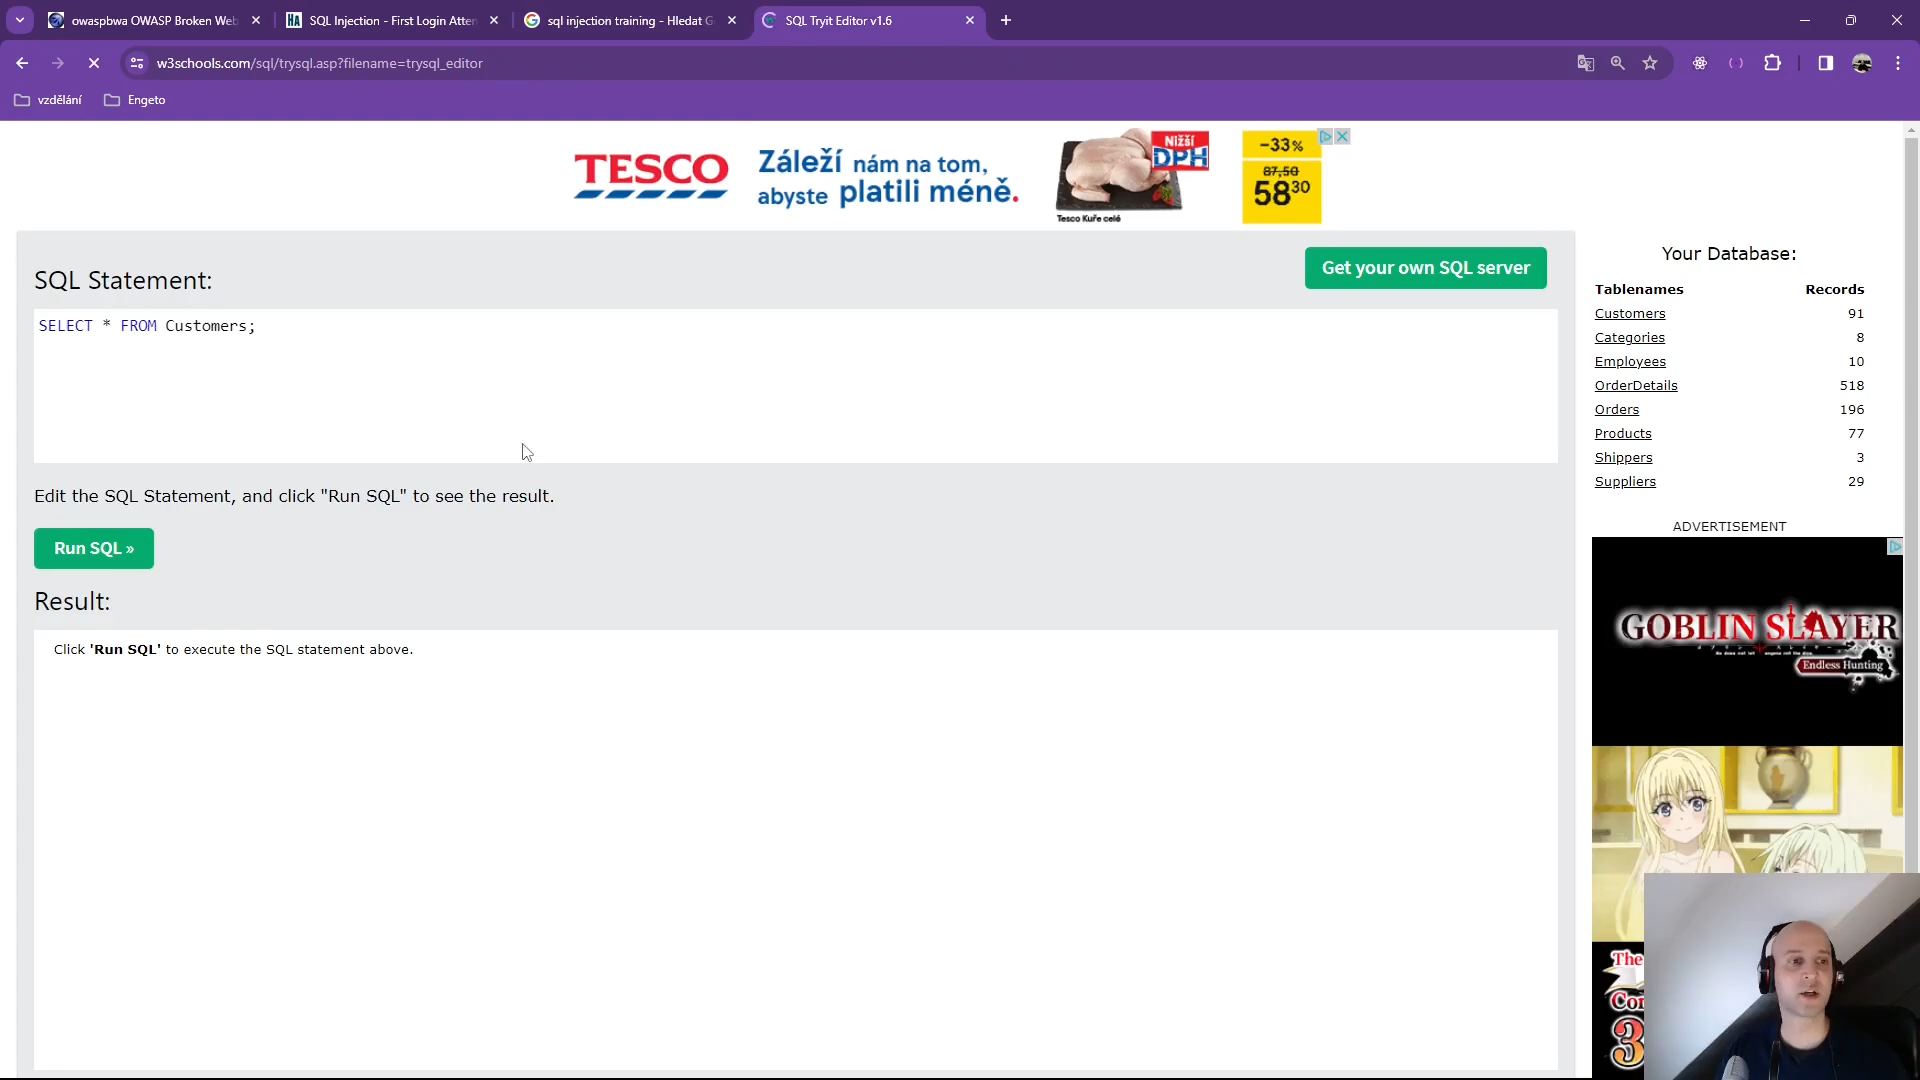 owaspbwa OWASP Broken Web
SQL Injection - First Login Atten
sql injection training - Hledat G
SQL Tryit Editor v1.6
w3schools.com/sql/trysql.asp?filename=trysql_editor
vzdělání
Engeto
TESCO
Záleží nám na tom,
abyste platili méně.
Nižší
DPH
Tesco Kuře celé
-33%
87,50
58 30
SQL Statement:
Get your own SQL server
SELECT * FROM Customers;
Edit the SQL Statement, and click "Run SQL" to see the result.
Run SQL »
Result:
Click 'Run SQL' to execute the SQL statement above.
Your Database:
Tablenames Records
Customers 91
Categories 8
Employees 10
OrderDetails 518
Orders 196
Products 77
Shippers 3
Suppliers 29
ADVERTISEMENT
GOBLIN SLAYER
Endless Hunting
The
Con
3